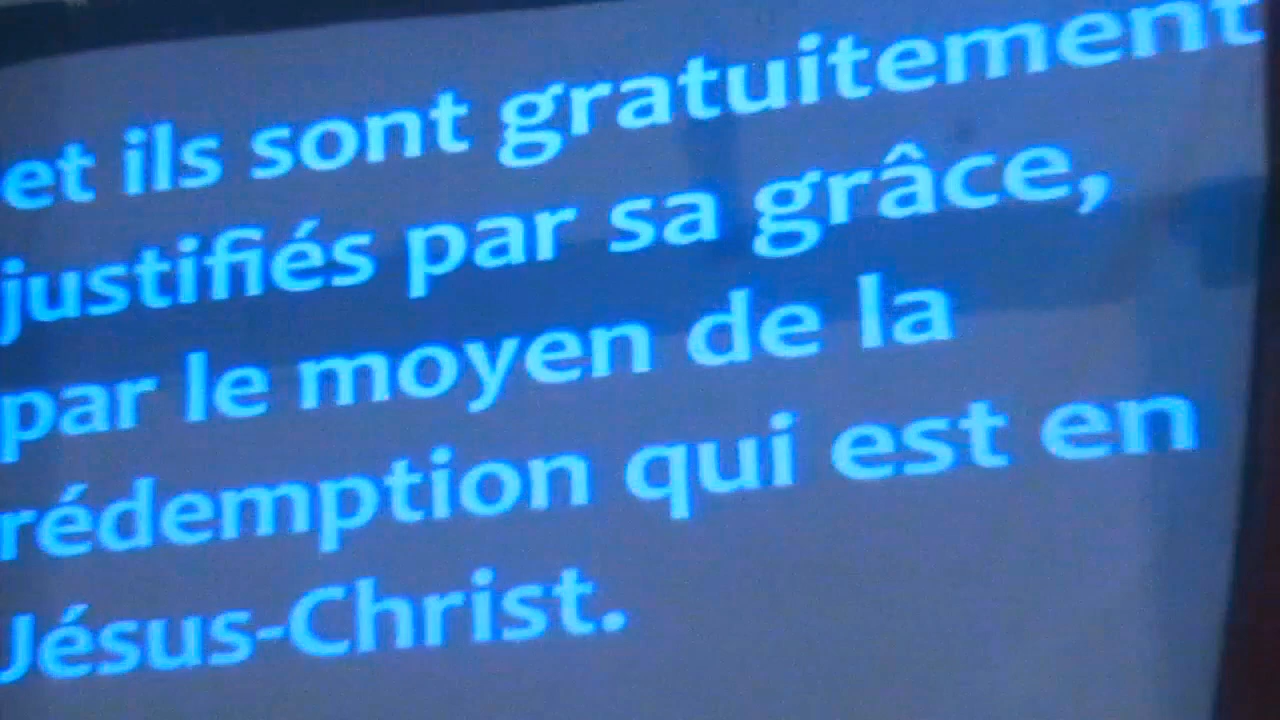 et ils sont gratuitement
justifiés par sa grâce,
par le moyen de la
rédemption qui est en
Jésus-Christ.